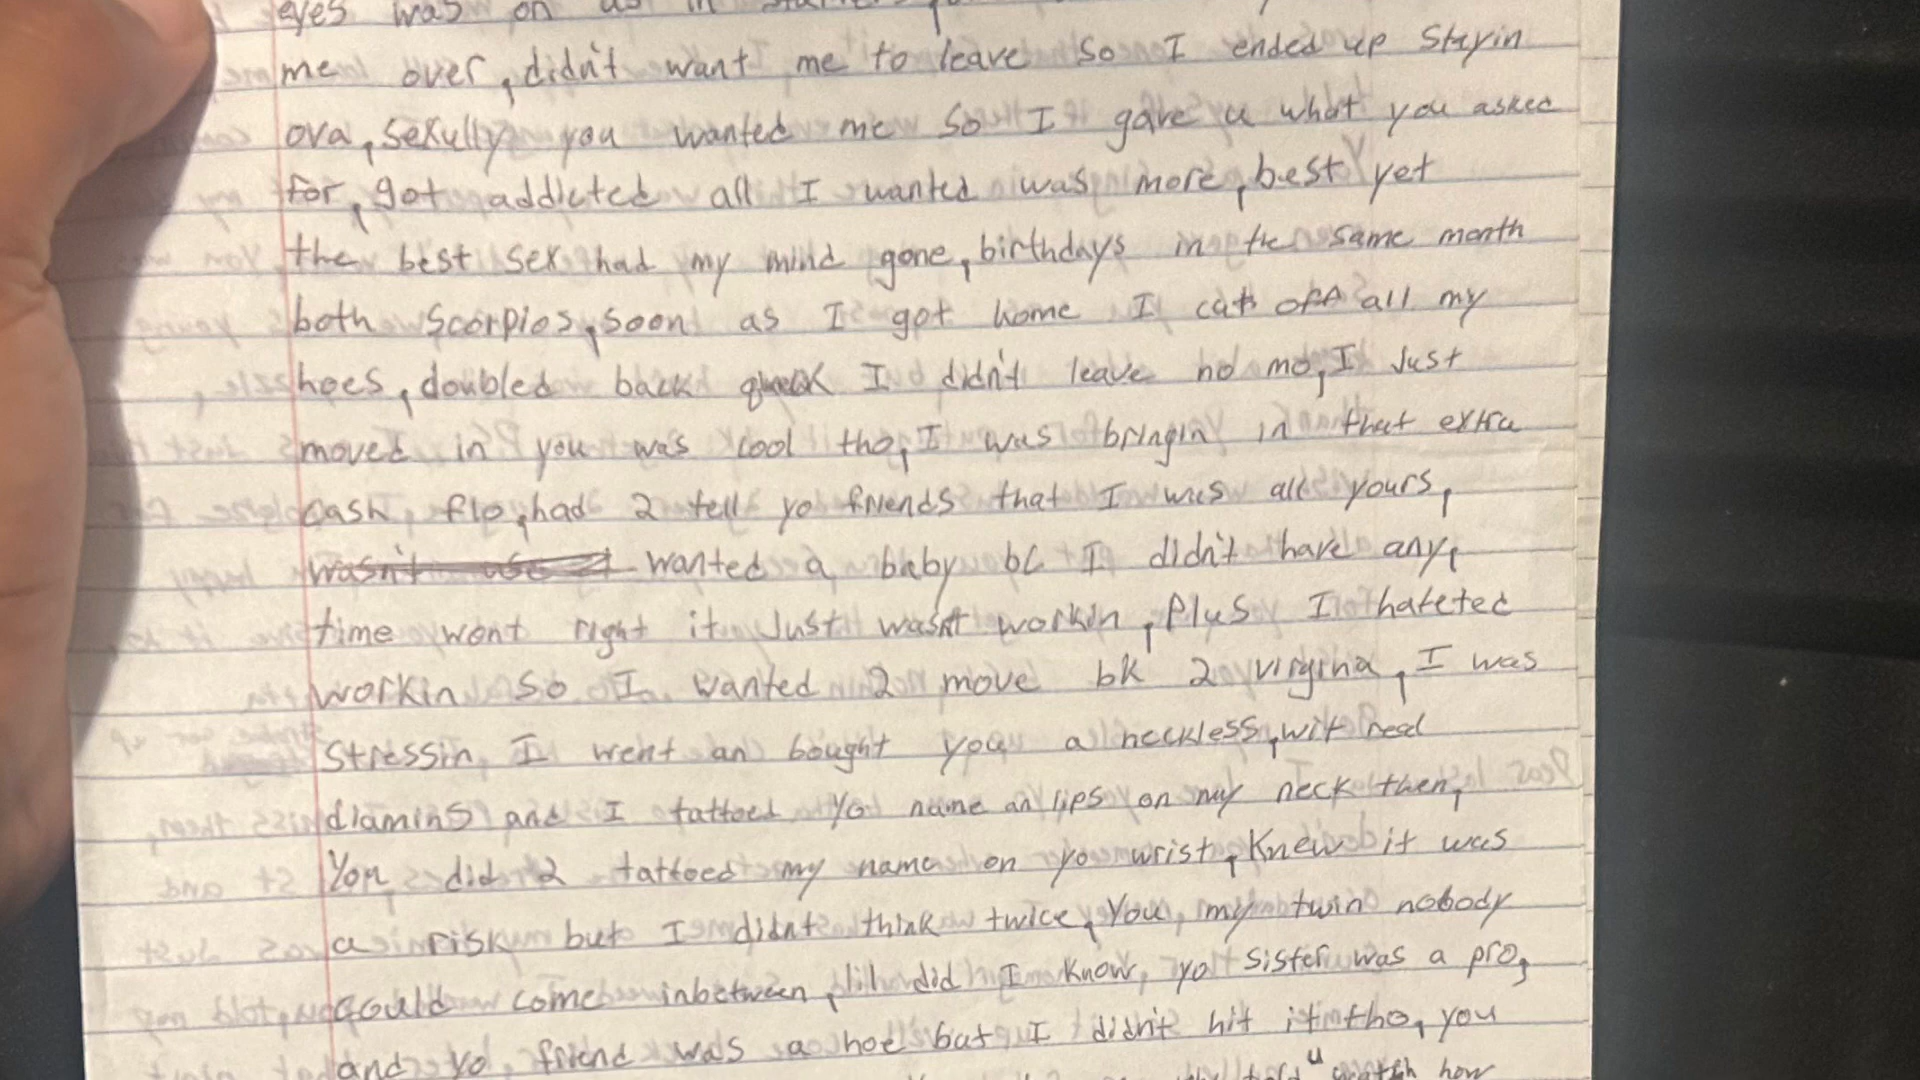 eyes was on us in
me over, didn't want me to leave so I ended up stayin
ova, sexully you wanted me so I gave u what you asked
for, got addicted all I wanted was more, best yet
the best sex had my mind gone, birthdays in the same month
both scorpios, soon as I got home I cut off all my
hoes, doubled back quick I didn't leave no mo, I Just
moved in you was cool tho, I was bringin in that extra
cash flo, had 2 tell yo friends that I was all yours,
wasn't wanted a baby bc I didn't have any,
time wont right it Just wasn't workin, Plus I hateted
workin so I wanted 2 move bk 2 virgina, I was
stressin, I went an bought you a neckless, wit real
diamins and I tattoed yo name an lips on my neck then,
You did 2 tattoed my name on yo wrist, Knew it was
a risk but I didnt think twice, You my twin nobody
could come inbetween, lil did I know, yo sister was a pro,
and yo friend was a hoe but I didn't hit it tho, you
u how